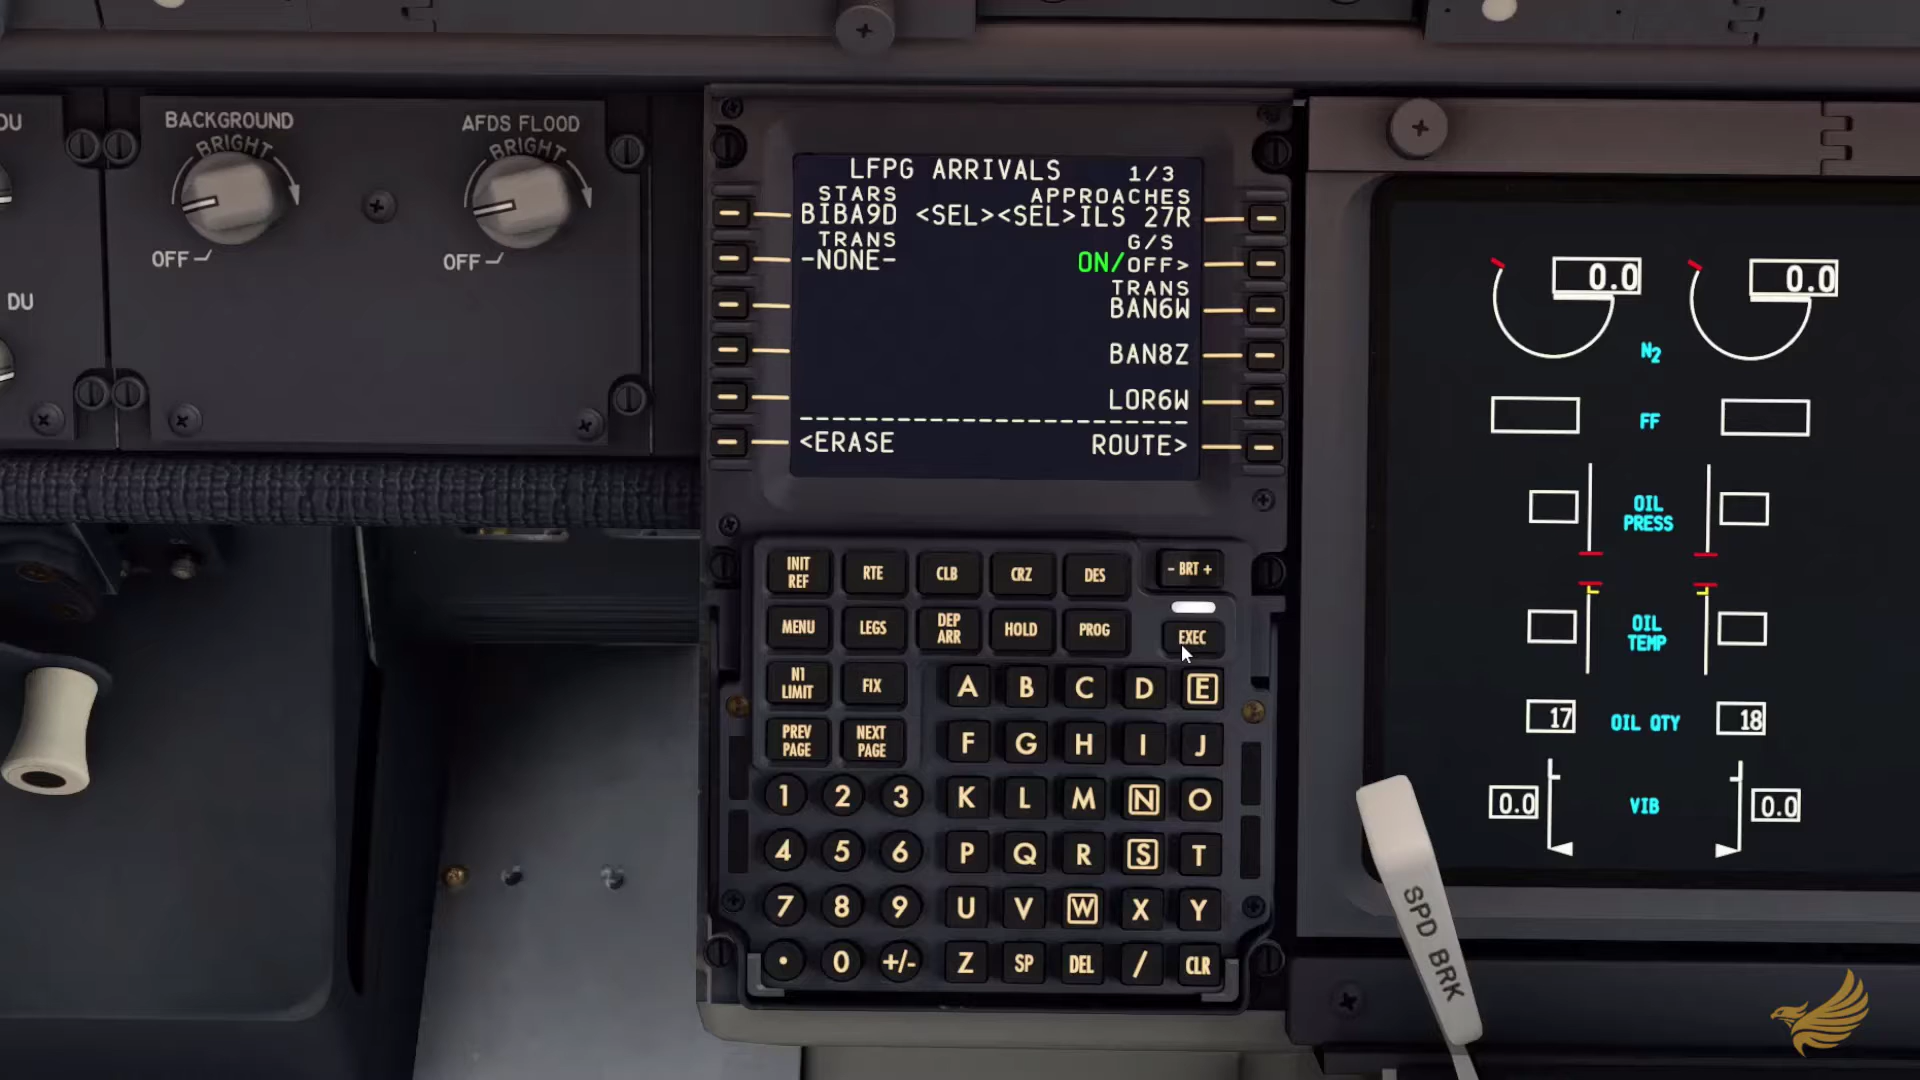 DU
BACKGROUND
BRIGHT
OFF
AFDS FLOOD
BRIGHT
OFF
DU
LFPG ARRIVALS 1/3
STARS APPROACHES
BIBA9D <SEL><SEL>ILS 27R
TRANS G/S
-NONE- ON/OFF>
TRANS
BAN6W
BAN8Z
LOR6W
--------------------------------
<ERASE ROUTE>
INIT REF RTE CLB CRZ DES - BRT +
MENU LEGS DEP ARR HOLD PROG EXEC
N1 LIMIT FIX A B C D E
PREV PAGE NEXT PAGE F G H I J
1 2 3 K L M N O
4 5 6 P Q R S T
7 8 9 U V W X Y
. 0 +/- Z SP DEL / CLR
0.0 0.0
N2
FF
OIL PRESS
OIL TEMP
17 OIL QTY 18
0.0 VIB 0.0
SPD BRK